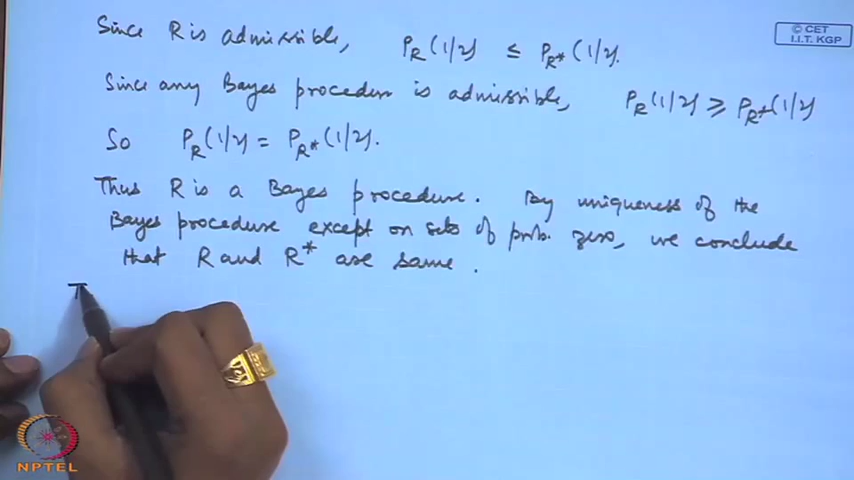 Since R is admissible, P_R(1/2) ≤ P_R*(1/2).
© CET
I.I.T. KGP
Since any Bayes procedure is admissible, P_R(1/2) ≥ P_R*(1/2)
So P_R(1/2) = P_R*(1/2).
Thus R is a Bayes procedure. By uniqueness of the
Bayes procedure except on sets of prob. zero, we conclude
that R and R* are same.
NPTEL